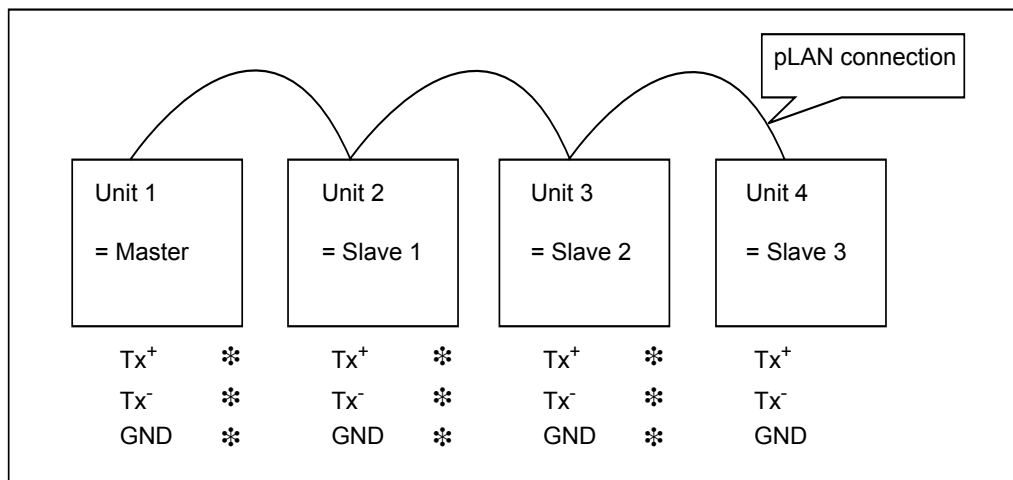 pLAN connection
Unit 1 Unit 2 Unit 3 Unit 4
= Master = Slave 1 = Slave 2 = Slave 3
Tx⁺ ❇ Tx⁺ ❇ Tx⁺ ❇ Tx⁺
Tx⁻ ❇ Tx⁻ ❇ Tx⁻ ❇ Tx⁻
GND ❇ GND ❇ GND ❇ GND